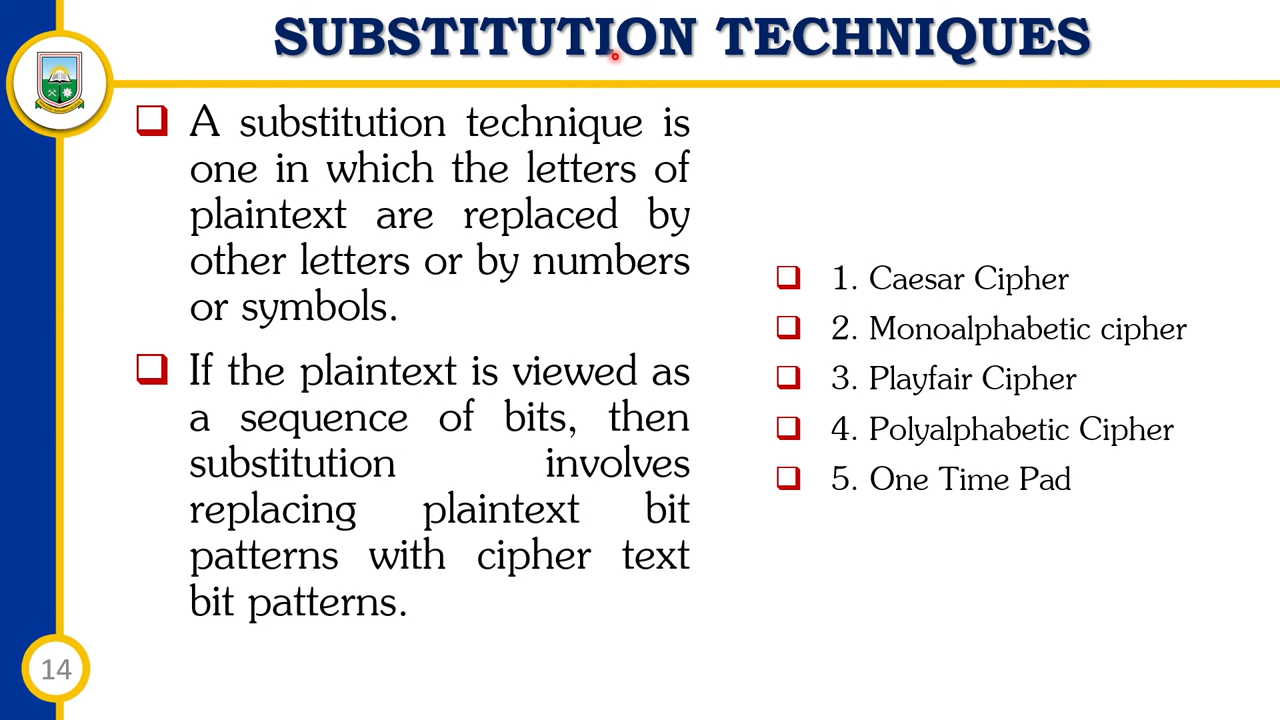 SUBSTITUTION TECHNIQUES
A substitution technique is
one in which the letters of
plaintext are replaced by
other letters or by numbers
or symbols.
If the plaintext is viewed as
a sequence of bits, then
substitution involves
replacing plaintext bit
patterns with cipher text
bit patterns.
1. Caesar Cipher
2. Monoalphabetic cipher
3. Playfair Cipher
4. Polyalphabetic Cipher
5. One Time Pad
14